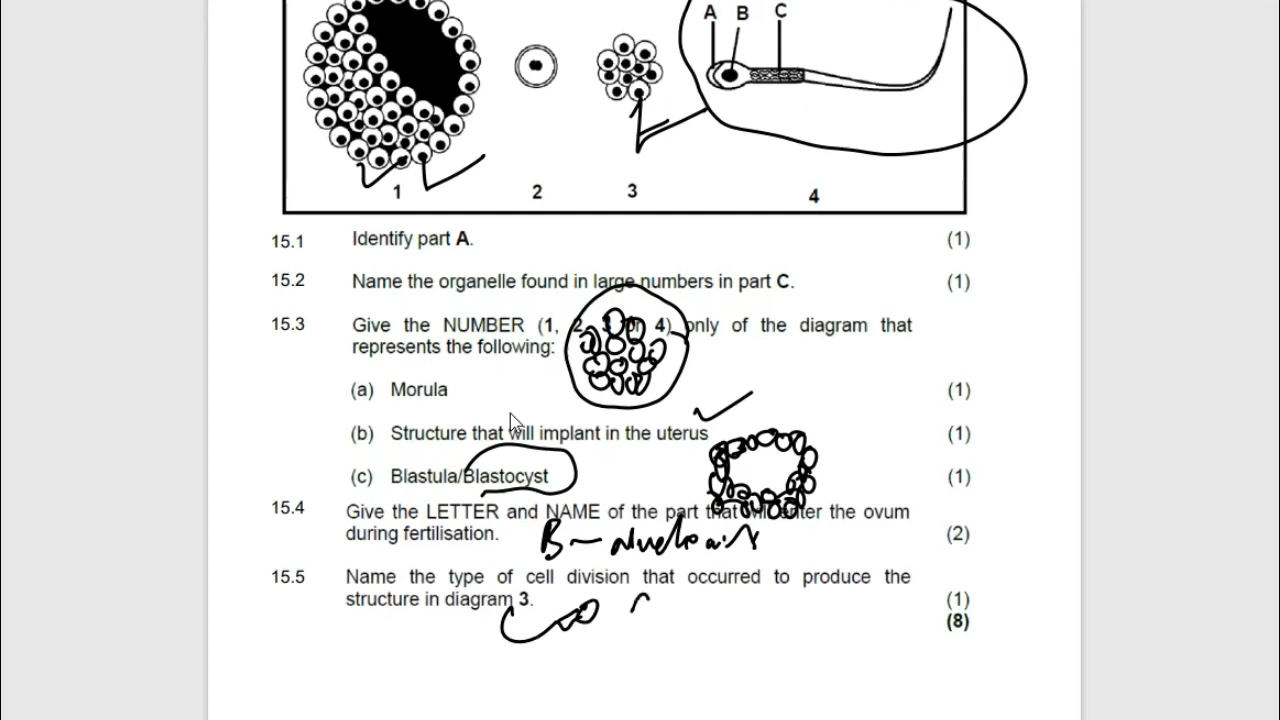 A B C
1 2 3 4
15.1 Identify part A. (1)
15.2 Name the organelle found in large numbers in part C. (1)
15.3 Give the NUMBER (1, 2, 3 or 4) only of the diagram that
represents the following:
(a) Morula (1)
(b) Structure that will implant in the uterus (1)
(c) Blastula/Blastocyst (1)
15.4 Give the LETTER and NAME of the part that will enter the ovum
during fertilisation. (2)
B –
15.5 Name the type of cell division that occurred to produce the
structure in diagram 3. (1)
(8)